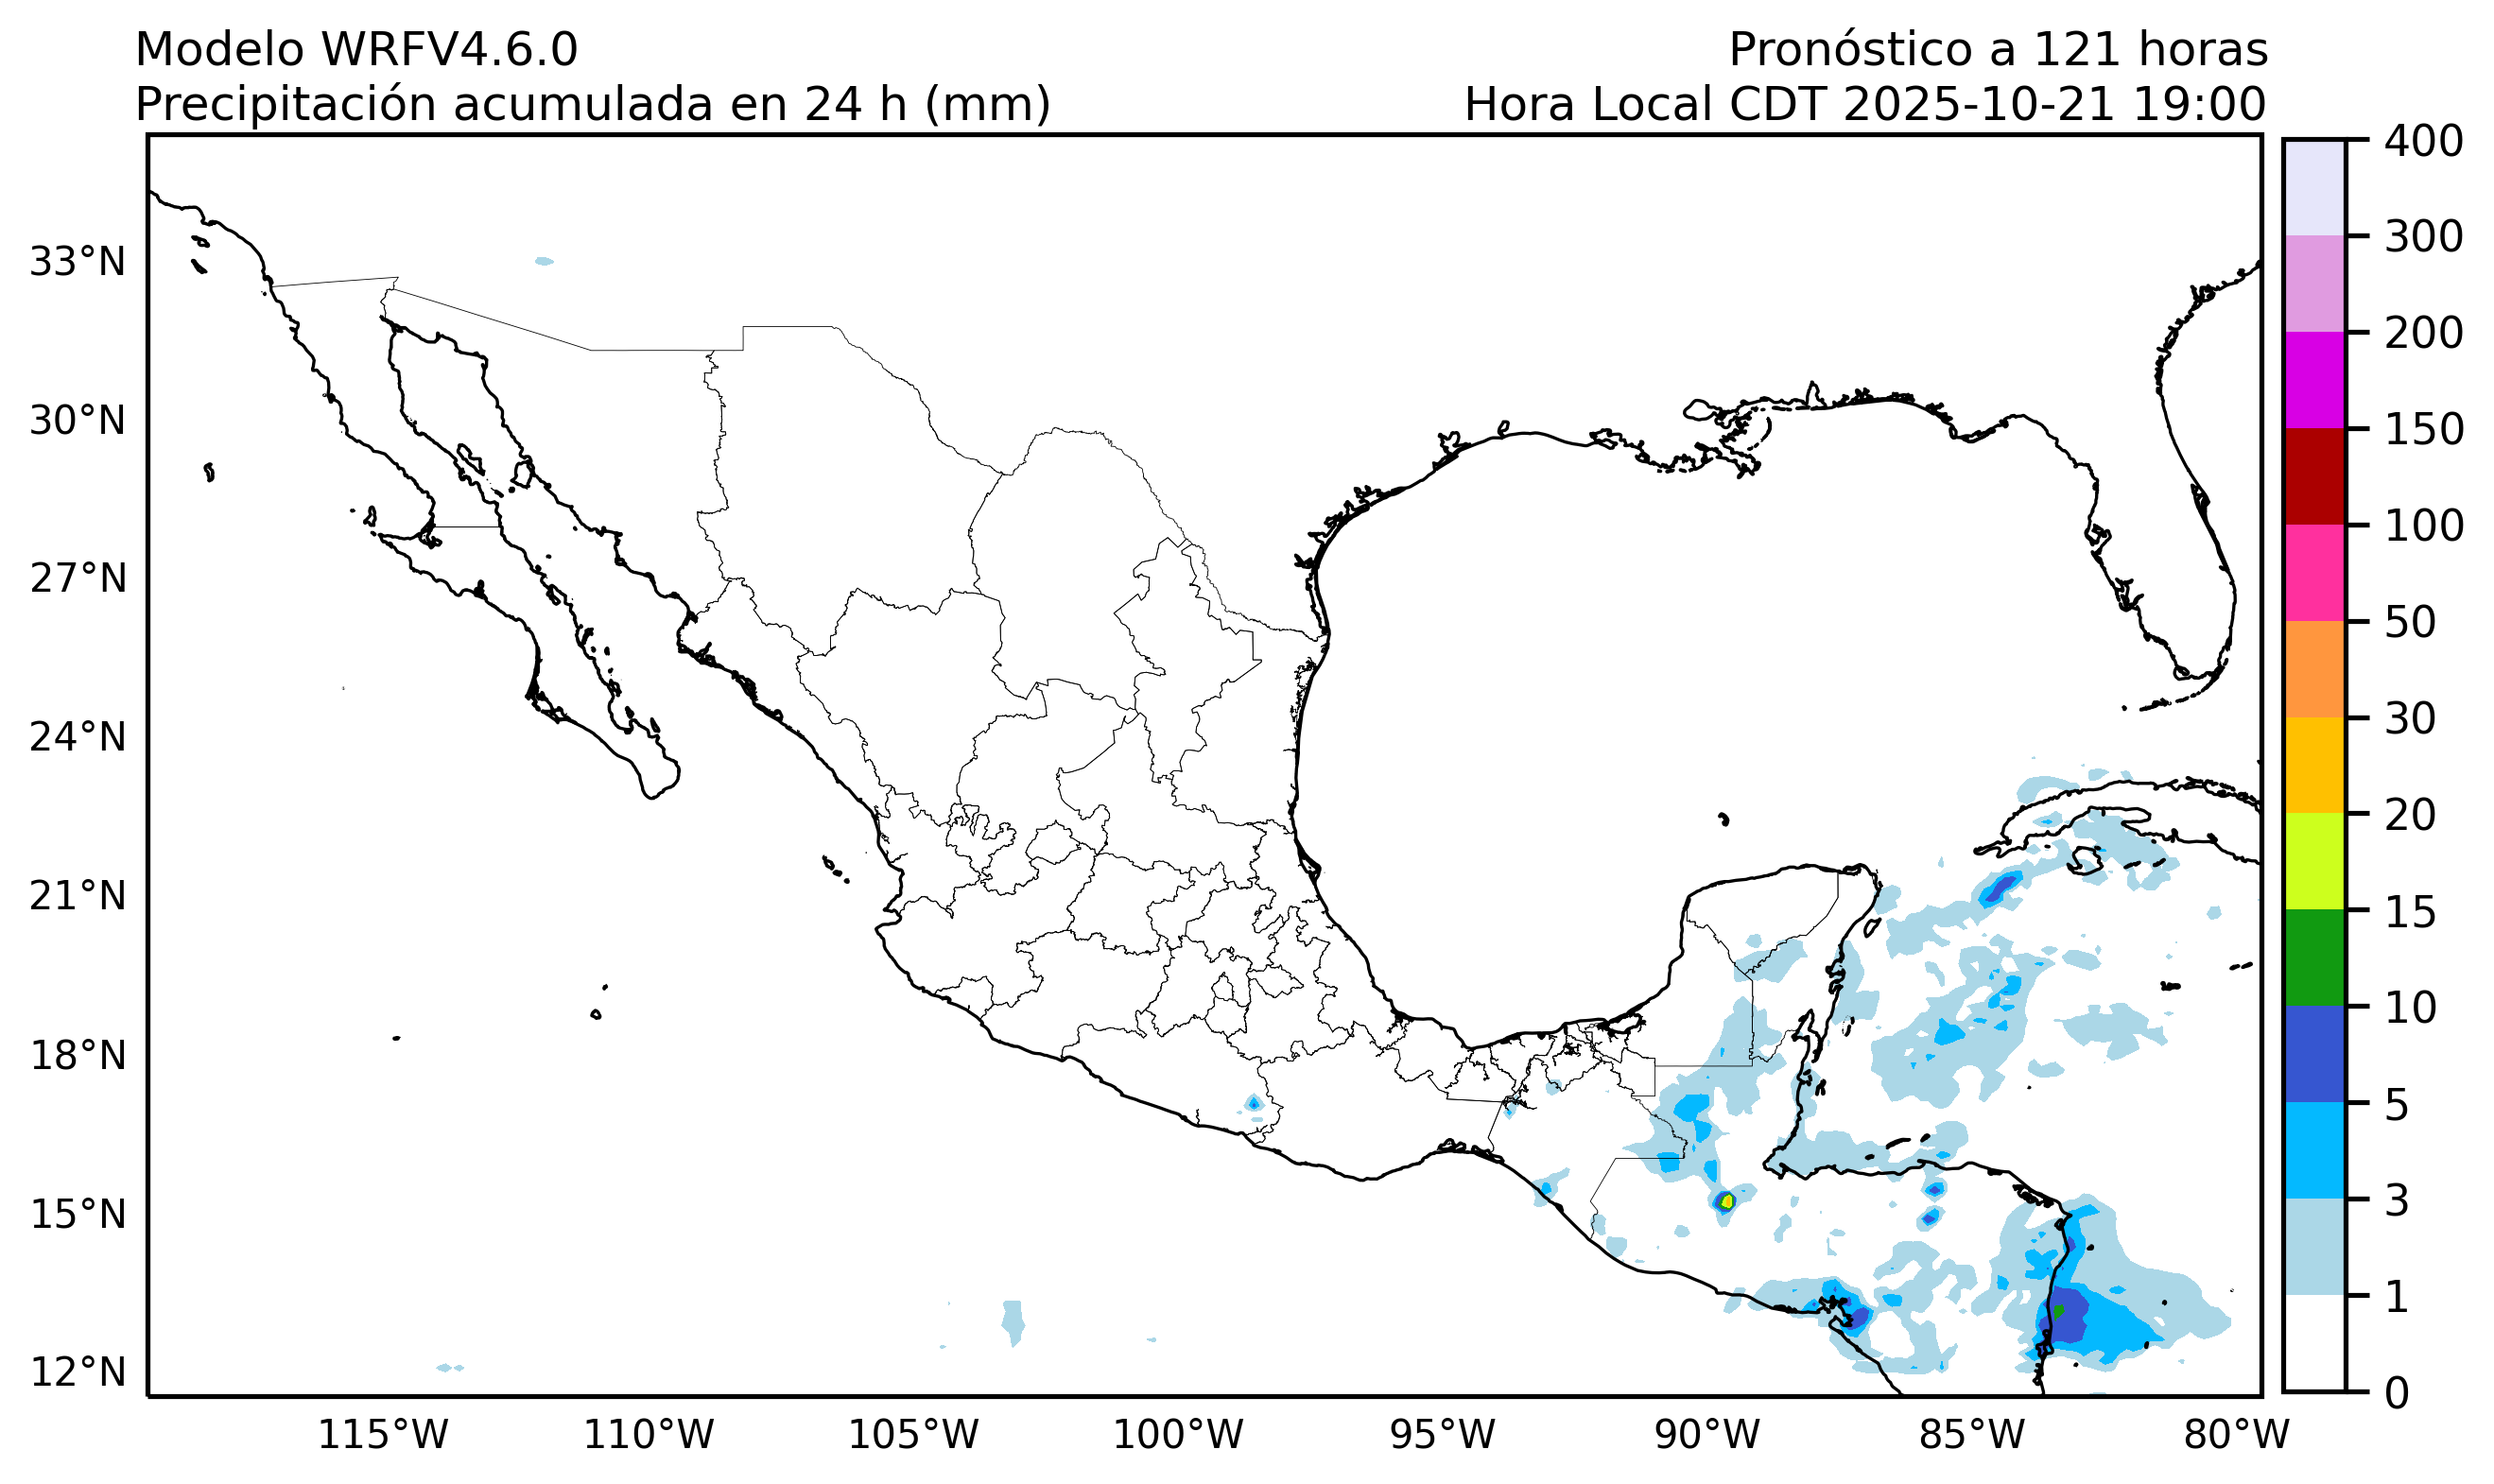 Modelo WRFV4.6.0
Pronóstico a 121 horas
Precipitación acumulada en 24 h (mm)
Hora Local CDT 2025-10-21 19:00
400
300
200
150
100
50
30
20
15
10
5
3
1
0
33°N
30°N
27°N
24°N
21°N
18°N
15°N
12°N
115°W
110°W
105°W
100°W
95°W
90°W
85°W
80°W